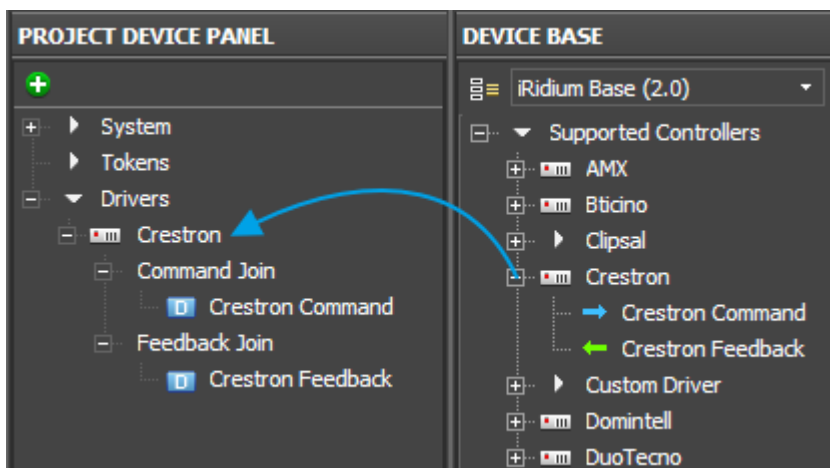 PROJECT DEVICE PANEL
System
Tokens
Drivers
Crestron
Command Join
D Crestron Command
Feedback Join
D Crestron Feedback
DEVICE BASE
iRidium Base (2.0)
Supported Controllers
AMX
Bticino
Clipsal
Crestron
Crestron Command
Crestron Feedback
Custom Driver
Domintell
DuoTecno